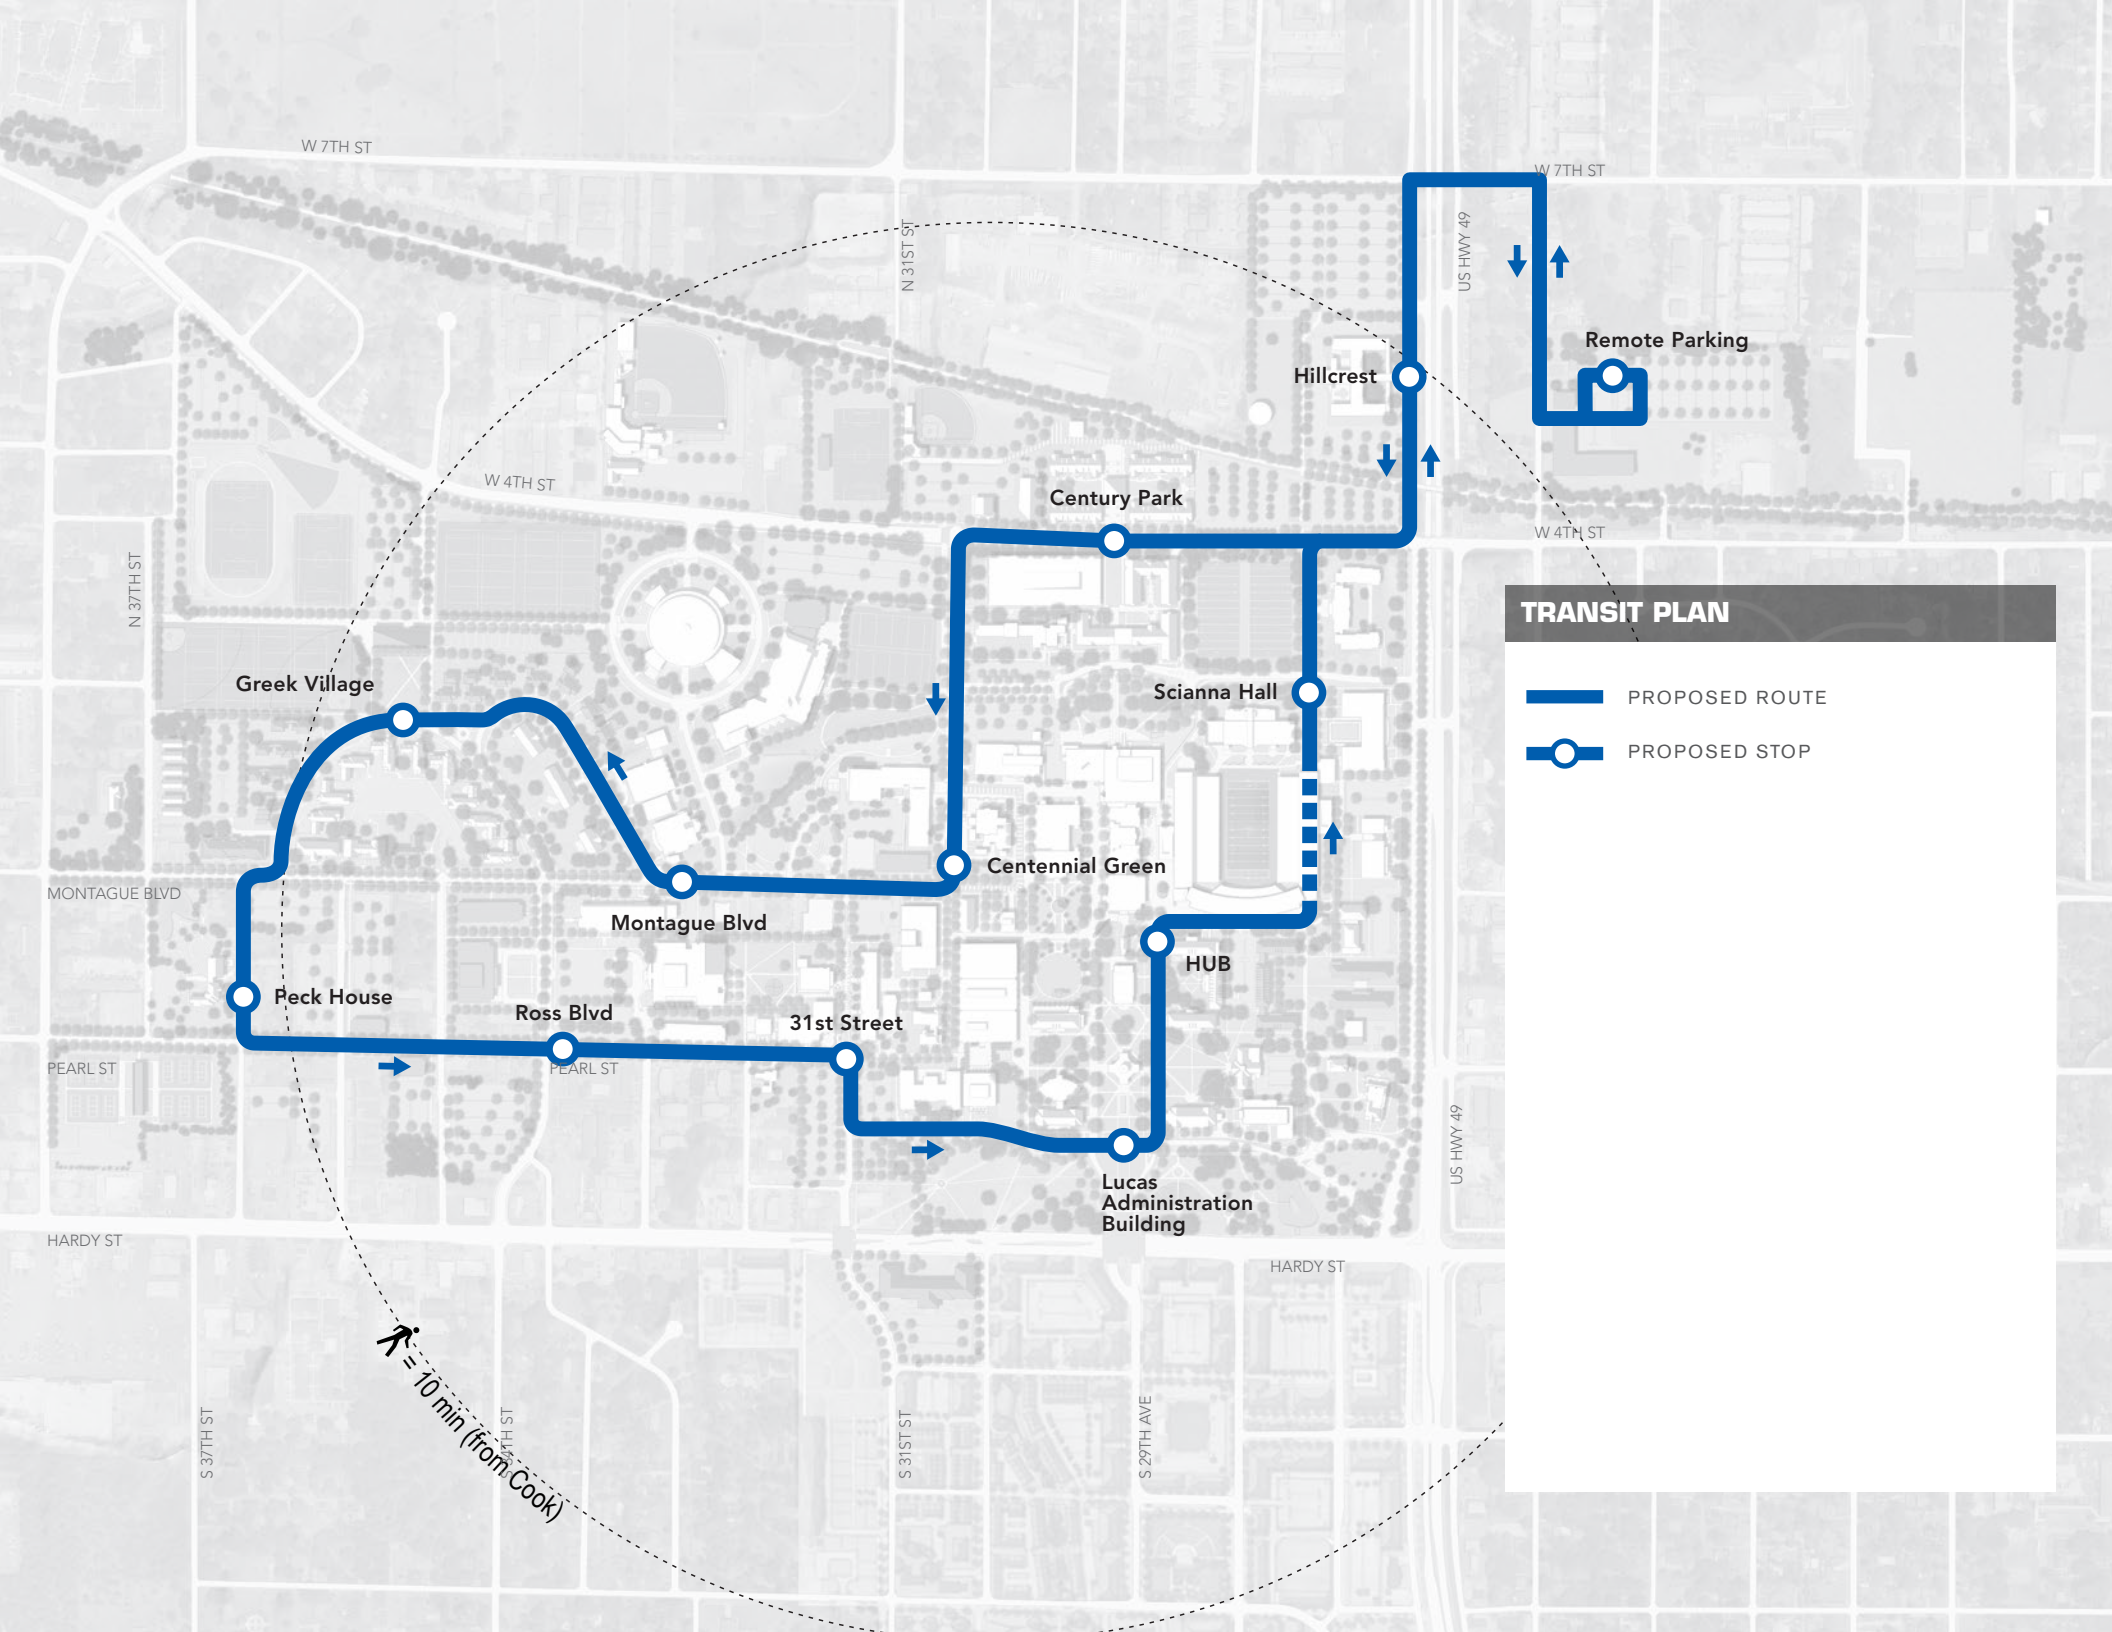 W 7TH ST
W 7TH ST
N 31ST ST
US HWY 49
Remote Parking
Hillcrest
W 4TH ST
Century Park
W 4TH ST
N 37TH ST
TRANSIT PLAN
PROPOSED ROUTE
PROPOSED STOP
Greek Village
Scianna Hall
Centennial Green
MONTAGUE BLVD
Montague Blvd
HUB
Peck House
Ross Blvd
31st Street
PEARL ST
PEARL ST
US HWY 49
Lucas
Administration
Building
HARDY ST
HARDY ST
= 10 min (from Cook)
S 37TH ST
S 34TH ST
S 31ST ST
S 29TH AVE